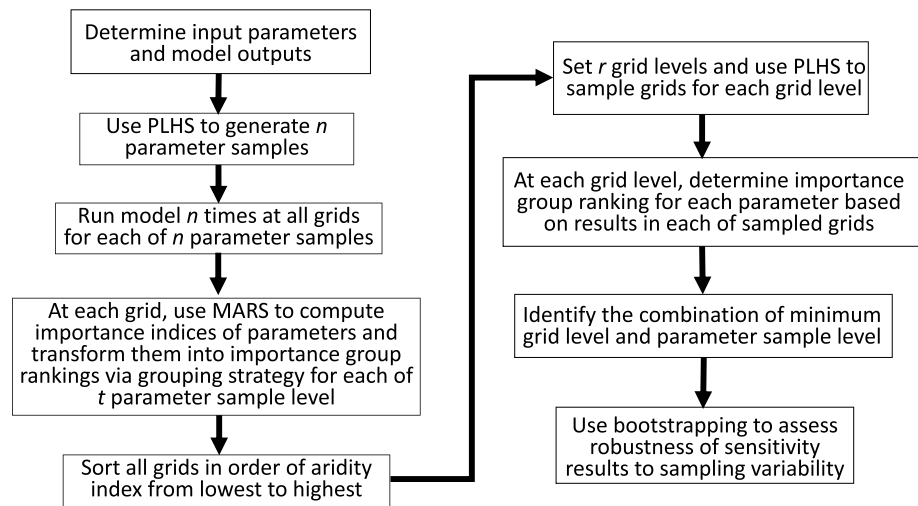 Determine input parameters
and model outputs
Use PLHS to generate n
parameter samples
Run model n times at all grids
for each of n parameter samples
At each grid, use MARS to compute
importance indices of parameters and
transform them into importance group
rankings via grouping strategy for each of
t parameter sample level
Sort all grids in order of aridity
index from lowest to highest
Set r grid levels and use PLHS to
sample grids for each grid level
At each grid level, determine importance
group ranking for each parameter based
on results in each of sampled grids
Identify the combination of minimum
grid level and parameter sample level
Use bootstrapping to assess
robustness of sensitivity
results to sampling variability